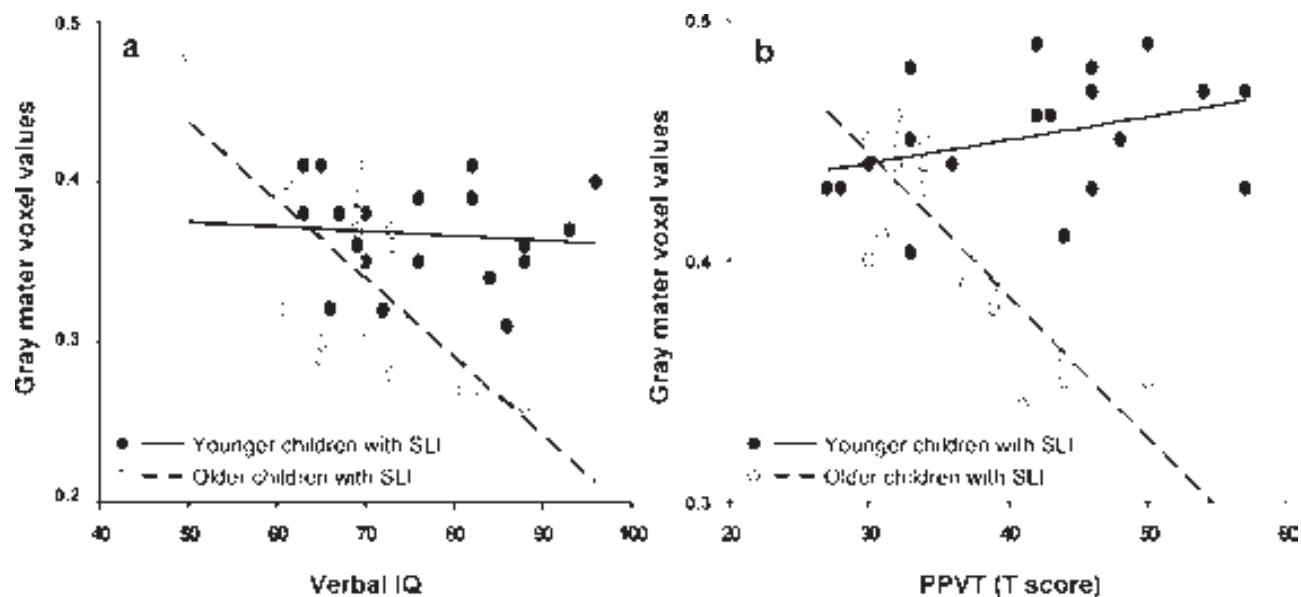 a
0.5
0.4
0.3
0.2
Gray mater voxel values
Younger children with SLI
Older children with SLI
40 50 60 70 80 90 100
Verbal IQ
b
0.5
0.4
0.3
Gray mater voxel values
Younger children with SLI
Older children with SLI
20 30 40 50 60
PPVT (T score)